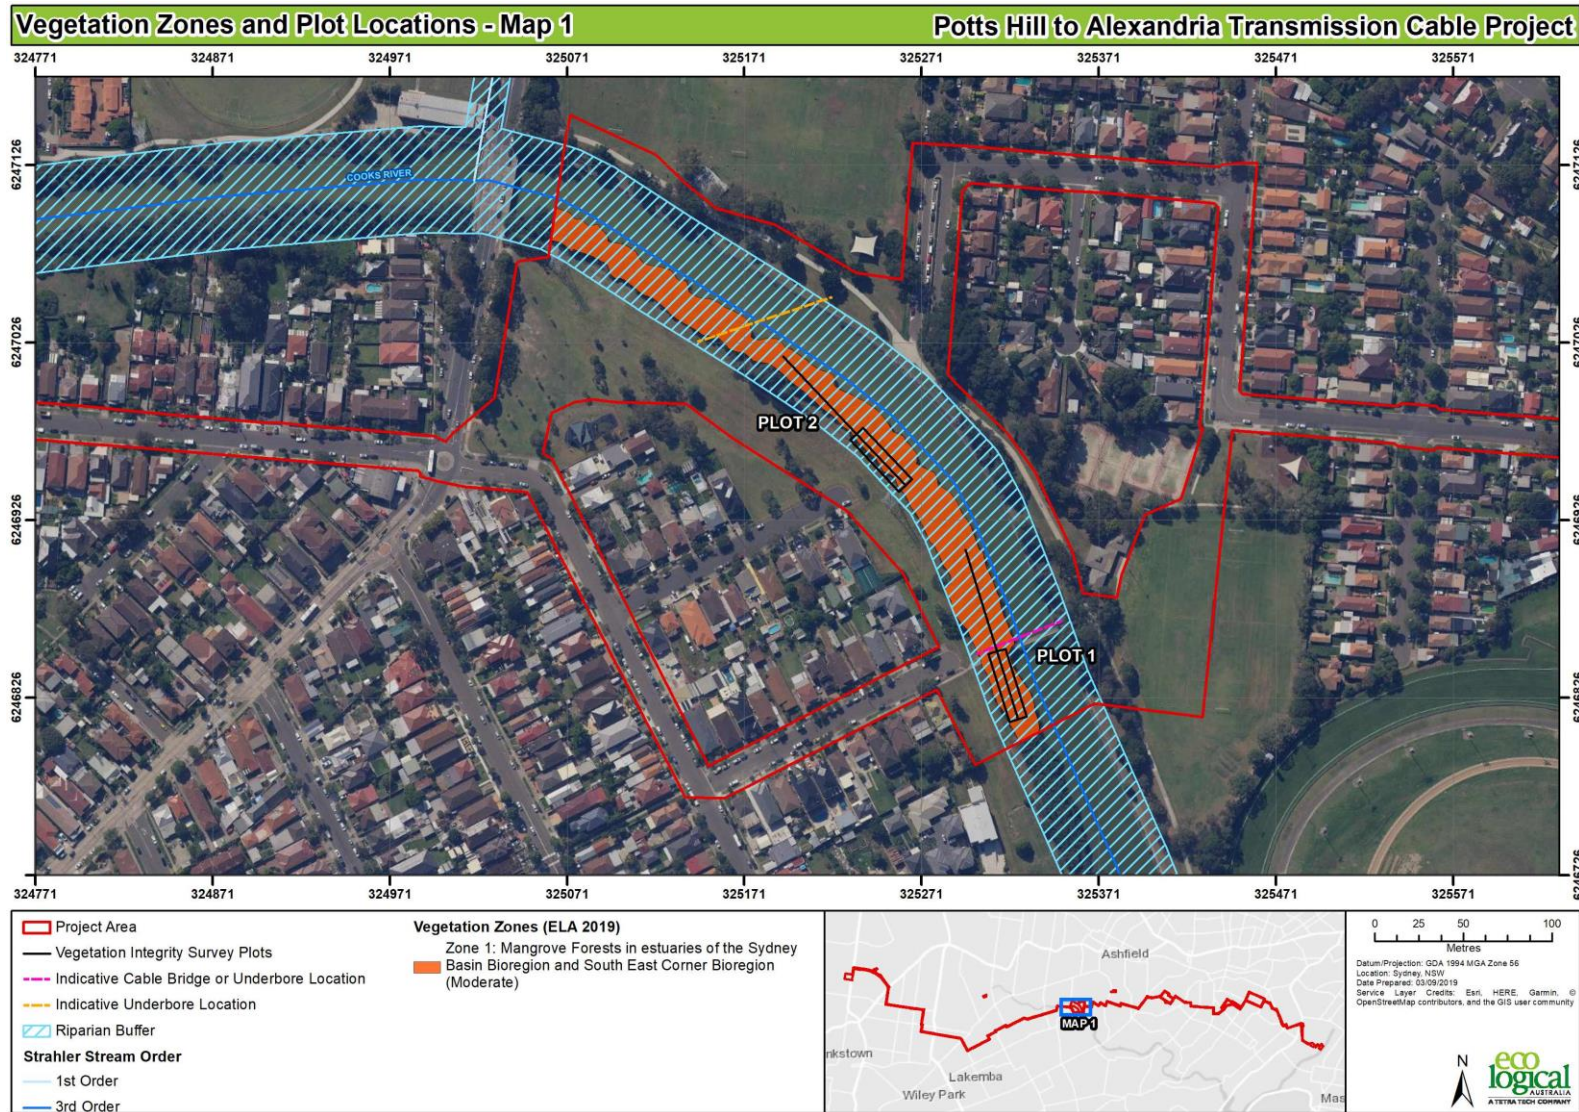 Vegetation Zones and Plot Locations - Map 1
Potts Hill to Alexandria Transmission Cable Project
324771 324871 324971 325071 325171 325271 325371 325471 325571
6247126 6247126
COOKS RIVER
6247026 6247026
PLOT 2
6246926 6246926
PLOT 1
6246826 6246826
6246726
324771 324871 324971 325071 325171 325271 325371 325471 325571
Project Area
Vegetation Integrity Survey Plots
Indicative Cable Bridge or Underbore Location
Indicative Underbore Location
Riparian Buffer
Strahler Stream Order
1st Order
3rd Order
Vegetation Zones (ELA 2019)
Zone 1: Mangrove Forests in estuaries of the Sydney
Basin Bioregion and South East Corner Bioregion
(Moderate)
Ashfield
MAP 1
nkstown
Lakemba
Wiley Park
Mas
0 25 50 100
Metres
Datum/Projection: GDA 1994 MGA Zone 56
Location: Sydney, NSW
Date Prepared: 03/09/2019
Service Layer Credits: Esri, HERE, Garmin, ©
OpenStreetMap contributors, and the GIS user community
N
eco
logical
AUSTRALIA
A TETRA TECH COMPANY